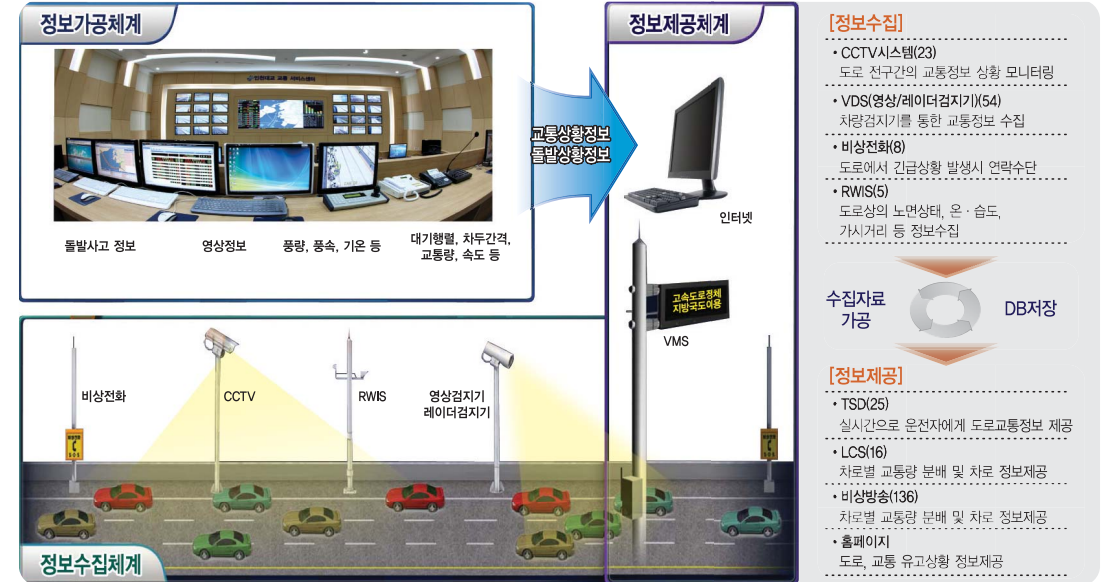 정보가공체계
인천대교 교통 서비스센터
교통상황정보
돌발상황정보
돌발사고 정보
영상정보
풍량, 풍속, 기온 등
대기행렬, 차두간격,
교통량, 속도 등
정보제공체계
인터넷
고속도로정체
지방국도이용
VMS
비상전화
CCTV
RWIS
영상검지기
레이더검지기
SOS
정보수집체계
[정보수집]
• CCTV시스템(23)
도로 전구간의 교통정보 상황 모니터링
• VDS(영상/레이더검지기)(54)
차량검지기를 통한 교통정보 수집
• 비상전화(8)
도로에서 긴급상황 발생시 연락수단
• RWIS(5)
도로상의 노면상태, 온·습도,
가시거리 등 정보수집
수집자료
가공
DB저장
[정보제공]
• TSD(25)
실시간으로 운전자에게 도로교통정보 제공
• LCS(16)
차로별 교통량 분배 및 차로 정보제공
• 비상방송(136)
차로별 교통량 분배 및 차로 정보제공
• 홈페이지
도로, 교통 유고상황 정보제공